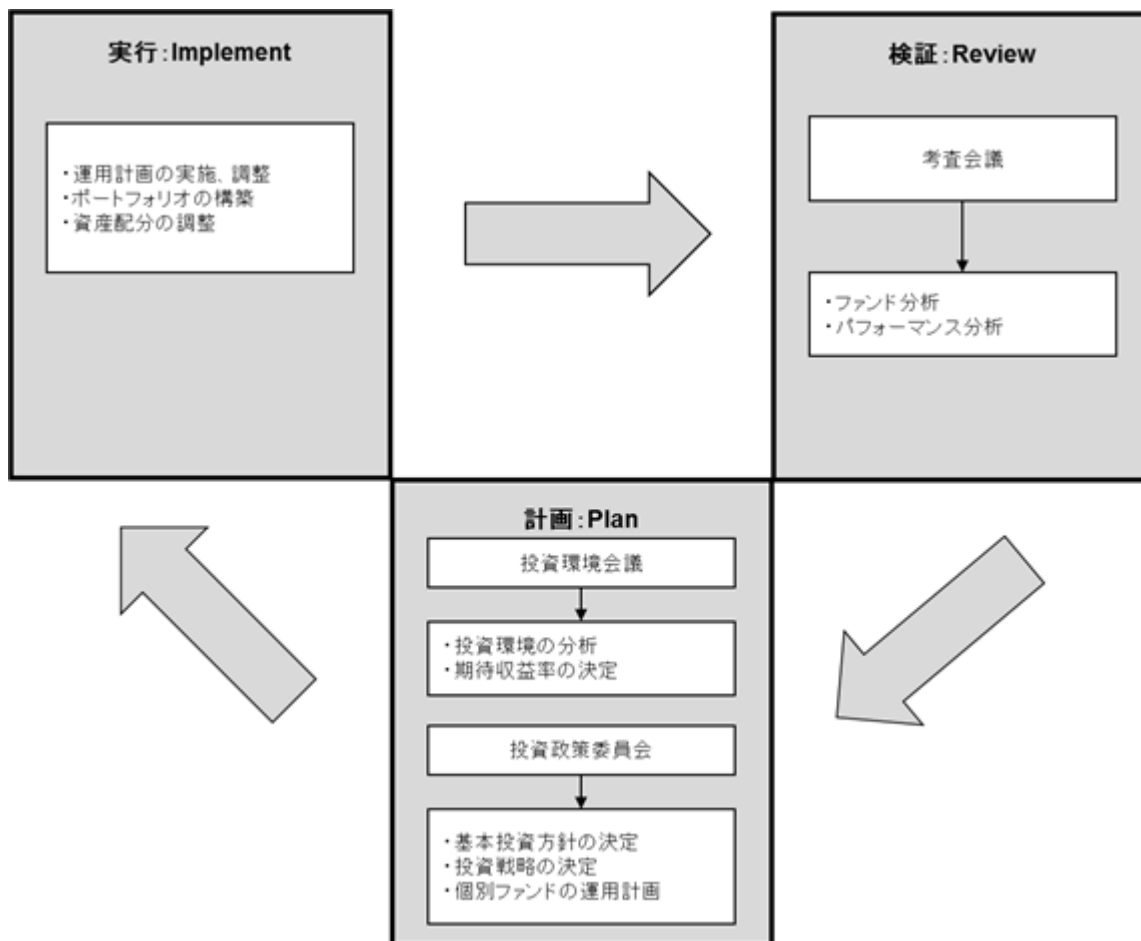 実行:Implement
・運用計画の実施、調整
・ポートフォリオの構築
・資産配分の調整
検証:Review
考査会議
・ファンド分析
・パフォーマンス分析
計画:Plan
投資環境会議
・投資環境の分析
・期待収益率の決定
投資政策委員会
・基本投資方針の決定
・投資戦略の決定
・個別ファンドの運用計画